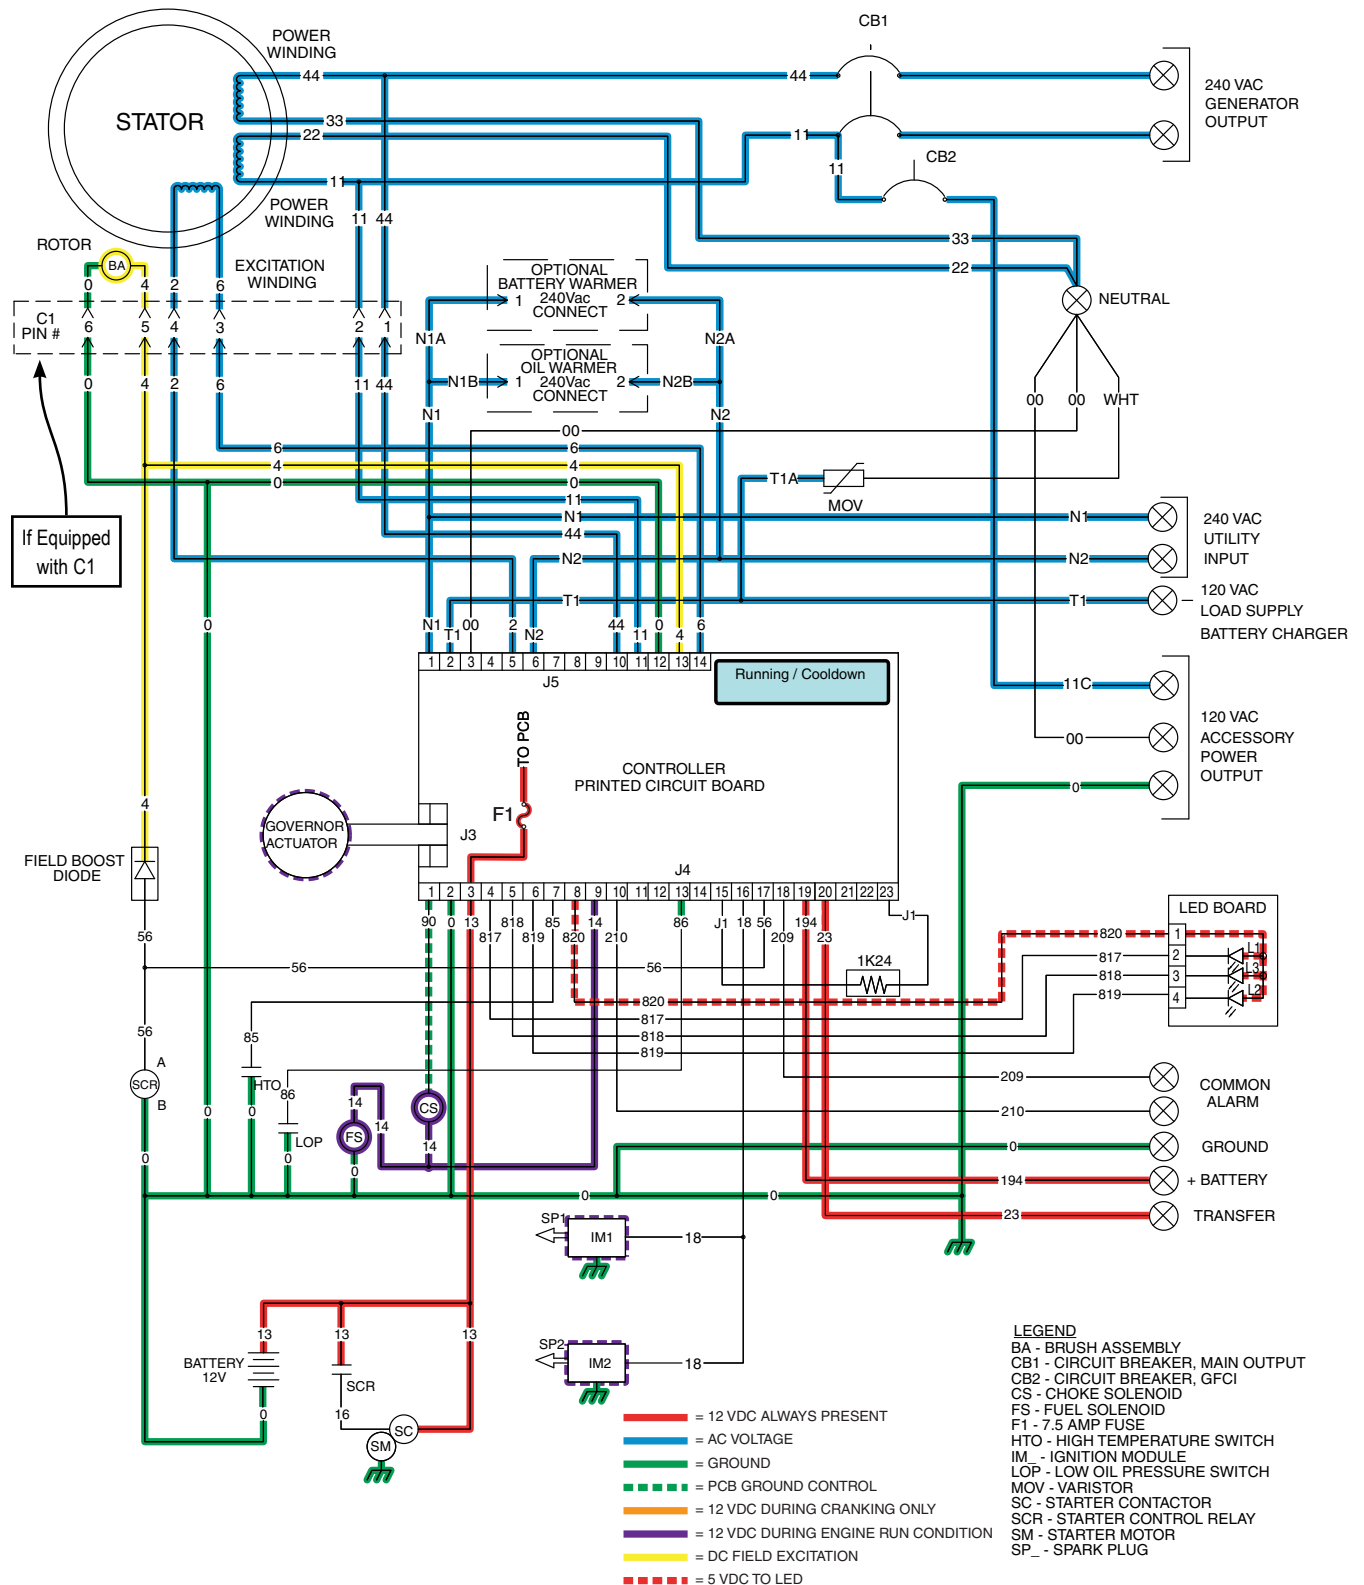 CB1
POWER
WINDING
44
44
240 VAC
GENERATOR
OUTPUT
STATOR
33
22
11
CB2
11
11
POWER
WINDING
11
44
33
22
ROTOR
BA
EXCITATION
WINDING
0
4
2
6
C1
PIN #
6
5
4
3
2
1
0
4
2
6
11
44
OPTIONAL
BATTERY WARMER
1
240Vac
2
CONNECT
N1A
N2A
OPTIONAL
OIL WARMER
N1B
1
240Vac
2
N2B
CONNECT
N1
N2
NEUTRAL
00
00
WHT
00
6
6
4
4
0
0
T1A
MOV
11
N1
N1
44
N2
N2
T1
T1
240 VAC
UTILITY
INPUT
120 VAC
LOAD SUPPLY
BATTERY CHARGER
If Equipped
with C1
0
N1
T1
00
2
N2
44
11
0
4
6
1 2 3 4 5 6 7 8 9 10 11 12 13 14
J5
Running / Cooldown
11C
00
0
120 VAC
ACCESSORY
POWER
OUTPUT
TO PCB
CONTROLLER
PRINTED CIRCUIT BOARD
F1
J3
J4
GOVERNOR
ACTUATOR
4
FIELD BOOST
DIODE
1 2 3 4 5 6 7 8 9 10 11 12 13 14 15 16 17 18 19 20 21 22 23
90
0
13
817
818
819
85
820
14
210
86
J1
18
56
209
194
23
J1
LED BOARD
1
2
3
4
L1
L3
L2
820
817
818
819
56
56
56
1K24
820
817
818
819
56
SCR
A
B
85
HTO
86
LOP
0
0
0
0
14
14
FS
CS
14
0
209
210
COMMON
ALARM
0
GROUND
194
+ BATTERY
23
TRANSFER
0
0
SP1
IM1
18
SP2
IM2
18
13
13
13
BATTERY
12V
SCR
0
16
SC
SM
= 12 VDC ALWAYS PRESENT
= AC VOLTAGE
= GROUND
= PCB GROUND CONTROL
= 12 VDC DURING CRANKING ONLY
= 12 VDC DURING ENGINE RUN CONDITION
= DC FIELD EXCITATION
= 5 VDC TO LED
LEGEND
BA - BRUSH ASSEMBLY
CB1 - CIRCUIT BREAKER, MAIN OUTPUT
CB2 - CIRCUIT BREAKER, GFCI
CS - CHOKE SOLENOID
FS - FUEL SOLENOID
F1 - 7.5 AMP FUSE
HTO - HIGH TEMPERATURE SWITCH
IM_ - IGNITION MODULE
LOP - LOW OIL PRESSURE SWITCH
MOV - VARISTOR
SC - STARTER CONTACTOR
SCR - STARTER CONTROL RELAY
SM - STARTER MOTOR
SP_ - SPARK PLUG